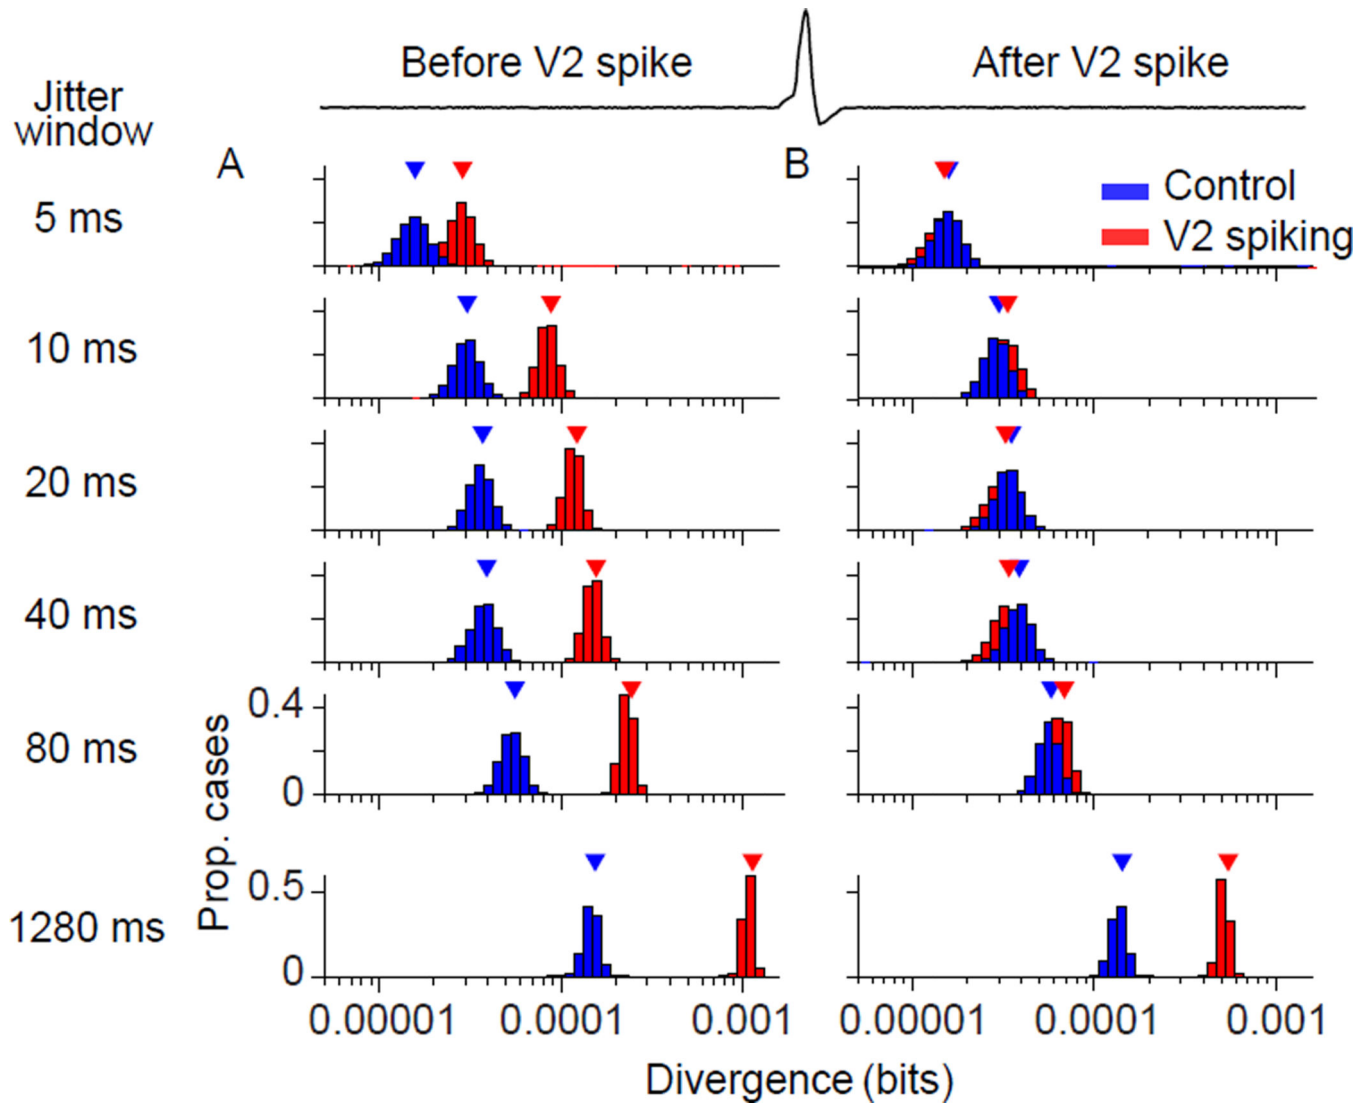 Before V2 spike
After V2 spike
Jitter
window
A
B
Control
V2 spiking
5 ms
10 ms
20 ms
40 ms
80 ms
1280 ms
0.4
0
0.5
0
Prop. cases
0.00001 0.0001 0.001
0.00001 0.0001 0.001
Divergence (bits)